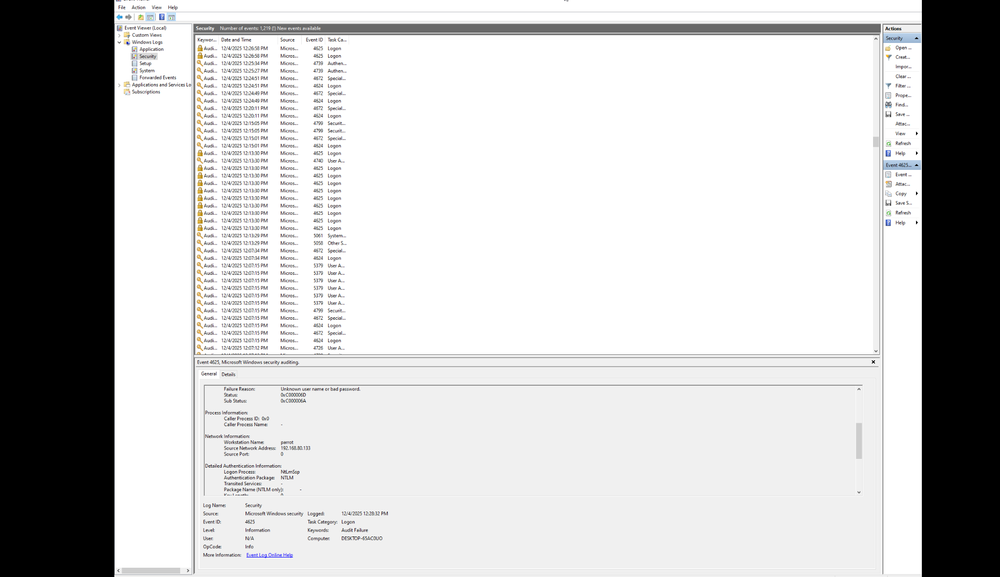 File Action View Help
Event Viewer (Local)
Custom Views
Windows Logs
Application
Security
Setup
System
Forwarded Events
Applications and Services Lo
Subscriptions
Security Number of events: 1,219 (!) New events available
Keywor... Date and Time Source Event ID Task Ca...
Audi... 12/4/2025 12:26:58 PM Micros... 4625 Logon
Audi... 12/4/2025 12:26:58 PM Micros... 4625 Logon
Audi... 12/4/2025 12:25:34 PM Micros... 4739 Authen...
Audi... 12/4/2025 12:25:27 PM Micros... 4739 Authen...
Audi... 12/4/2025 12:24:51 PM Micros... 4672 Special...
Audi... 12/4/2025 12:24:51 PM Micros... 4624 Logon
Audi... 12/4/2025 12:24:49 PM Micros... 4672 Special...
Audi... 12/4/2025 12:24:49 PM Micros... 4624 Logon
Audi... 12/4/2025 12:20:11 PM Micros... 4672 Special...
Audi... 12/4/2025 12:20:11 PM Micros... 4624 Logon
Audi... 12/4/2025 12:15:05 PM Micros... 4799 Securit...
Audi... 12/4/2025 12:15:05 PM Micros... 4799 Securit...
Audi... 12/4/2025 12:15:01 PM Micros... 4672 Special...
Audi... 12/4/2025 12:15:01 PM Micros... 4624 Logon
Audi... 12/4/2025 12:13:30 PM Micros... 4625 Logon
Audi... 12/4/2025 12:13:30 PM Micros... 4740 User A...
Audi... 12/4/2025 12:13:30 PM Micros... 4625 Logon
Audi... 12/4/2025 12:13:30 PM Micros... 4625 Logon
Audi... 12/4/2025 12:13:30 PM Micros... 4625 Logon
Audi... 12/4/2025 12:13:30 PM Micros... 4625 Logon
Audi... 12/4/2025 12:13:30 PM Micros... 4625 Logon
Audi... 12/4/2025 12:13:30 PM Micros... 4625 Logon
Audi... 12/4/2025 12:13:30 PM Micros... 4625 Logon
Audi... 12/4/2025 12:13:30 PM Micros... 4625 Logon
Audi... 12/4/2025 12:13:30 PM Micros... 4625 Logon
Audi... 12/4/2025 12:13:29 PM Micros... 5061 System...
Audi... 12/4/2025 12:13:29 PM Micros... 5058 Other S...
Audi... 12/4/2025 12:07:34 PM Micros... 4672 Special...
Audi... 12/4/2025 12:07:34 PM Micros... 4624 Logon
Audi... 12/4/2025 12:07:15 PM Micros... 5379 User A...
Audi... 12/4/2025 12:07:15 PM Micros... 5379 User A...
Audi... 12/4/2025 12:07:15 PM Micros... 5379 User A...
Audi... 12/4/2025 12:07:15 PM Micros... 5379 User A...
Audi... 12/4/2025 12:07:15 PM Micros... 5379 User A...
Audi... 12/4/2025 12:07:15 PM Micros... 5379 User A...
Audi... 12/4/2025 12:07:15 PM Micros... 4799 Securit...
Audi... 12/4/2025 12:07:15 PM Micros... 4672 Special...
Audi... 12/4/2025 12:07:15 PM Micros... 4624 Logon
Audi... 12/4/2025 12:07:15 PM Micros... 4672 Special...
Audi... 12/4/2025 12:07:15 PM Micros... 4624 Logon
Audi... 12/4/2025 12:07:12 PM Micros... 4726 User A...
Event 4625, Microsoft Windows security auditing.
General Details
Failure Reason: Unknown user name or bad password.
Status: 0xC000006D
Sub Status: 0xC000006A
Process Information:
Caller Process ID: 0x0
Caller Process Name: -
Network Information:
Workstation Name: parrot
Source Network Address: 192.168.80.133
Source Port: 0
Detailed Authentication Information:
Logon Process: NtLmSsp
Authentication Package: NTLM
Transited Services: -
Package Name (NTLM only): -
Key Length: 0
Log Name: Security
Source: Microsoft Windows security Logged: 12/4/2025 12:28:32 PM
Event ID: 4625 Task Category: Logon
Level: Information Keywords: Audit Failure
User: N/A Computer: DESKTOP-65AC0UO
OpCode: Info
More Information: Event Log Online Help
Actions
Security
Open ...
Creat...
Impor...
Clear ...
Filter ...
Prope...
Find...
Save ...
Attac...
View
Refresh
Help
Event 4625...
Event ...
Attac...
Copy
Save S...
Refresh
Help